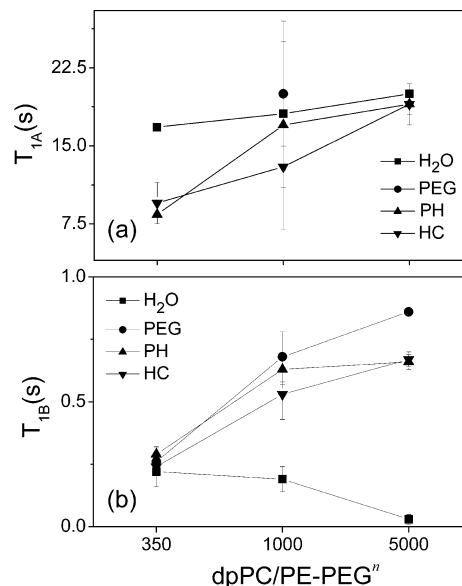 T1A(s)
22.5
15.0
7.5
(a)
H2O
PEG
PH
HC
T1B(s)
1.0
0.5
0.0
H2O
PEG
PH
HC
(b)
350
1000
5000
dpPC/PE-PEGⁿ